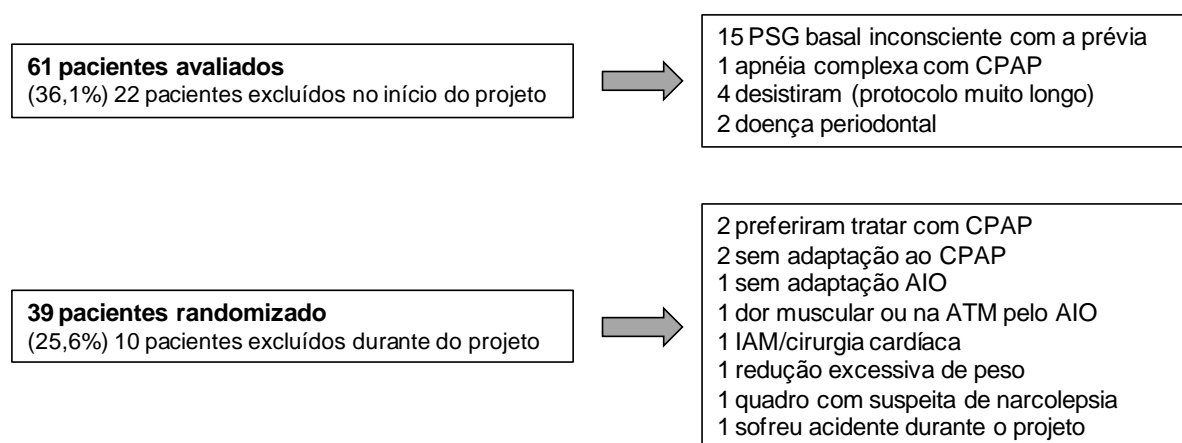 61 pacientes avaliados
(36,1%) 22 pacientes excluídos no início do projeto
15 PSG basal inconsciente com a prévia
1 apnéia complexa com CPAP
4 desistiram (protocolo muito longo)
2 doença periodontal
39 pacientes randomizado
(25,6%) 10 pacientes excluídos durante do projeto
2 preferiram tratar com CPAP
2 sem adaptação ao CPAP
1 sem adaptação AIO
1 dor muscular ou na ATM pelo AIO
1 IAM/cirurgia cardíaca
1 redução excessiva de peso
1 quadro com suspeita de narcolepsia
1 sofreu acidente durante o projeto